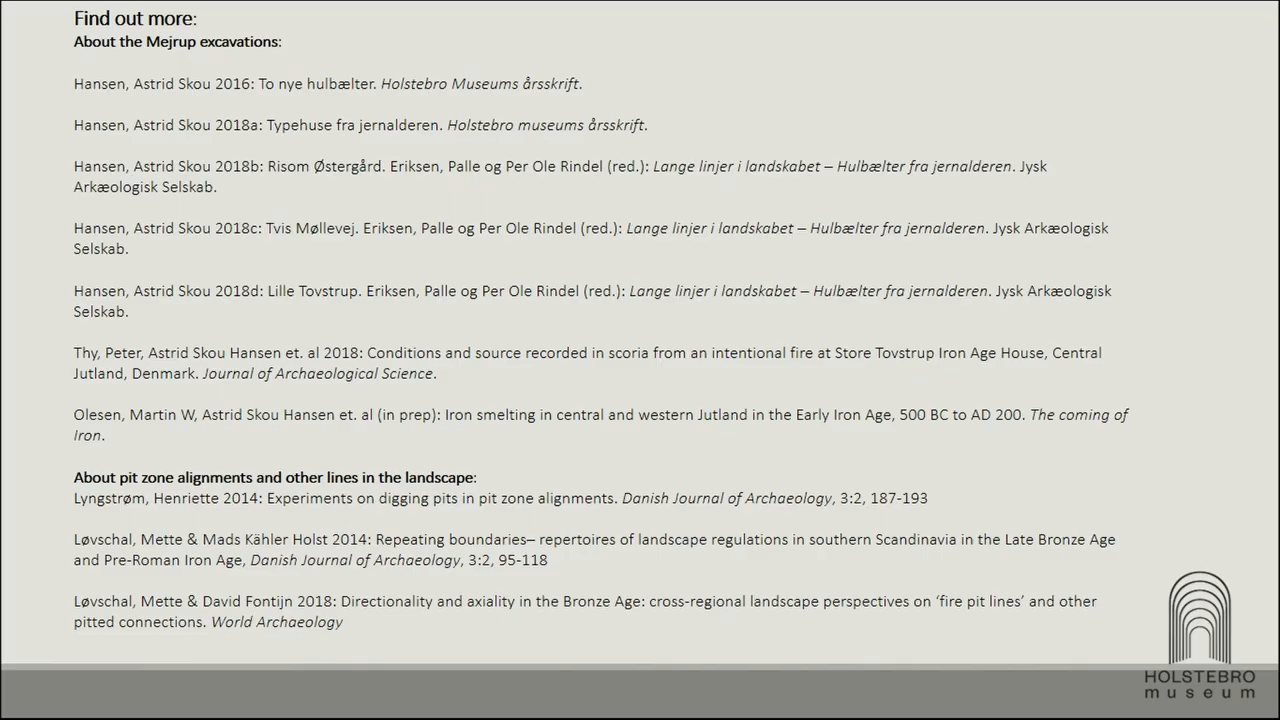 Find out more:
About the Mejrup excavations:
Hansen, Astrid Skou 2016: To nye hulbælter. Holstebro Museums årsskrift.
Hansen, Astrid Skou 2018a: Typehuse fra jernalderen. Holstebro museums årsskrift.
Hansen, Astrid Skou 2018b: Risom Østergård. Eriksen, Palle og Per Ole Rindel (red.): Lange linjer i landskabet – Hulbælter fra jernalderen. Jysk
Arkæologisk Selskab.
Hansen, Astrid Skou 2018c: Tvis Møllevej. Eriksen, Palle og Per Ole Rindel (red.): Lange linjer i landskabet – Hulbælter fra jernalderen. Jysk Arkæologisk
Selskab.
Hansen, Astrid Skou 2018d: Lille Tovstrup. Eriksen, Palle og Per Ole Rindel (red.): Lange linjer i landskabet – Hulbælter fra jernalderen. Jysk Arkæologisk
Selskab.
Thy, Peter, Astrid Skou Hansen et. al 2018: Conditions and source recorded in scoria from an intentional fire at Store Tovstrup Iron Age House, Central
Jutland, Denmark. Journal of Archaeological Science.
Olesen, Martin W, Astrid Skou Hansen et. al (in prep): Iron smelting in central and western Jutland in the Early Iron Age, 500 BC to AD 200. The coming of
Iron.
About pit zone alignments and other lines in the landscape:
Lyngstrøm, Henriette 2014: Experiments on digging pits in pit zone alignments. Danish Journal of Archaeology, 3:2, 187-193
Løvschal, Mette & Mads Kähler Holst 2014: Repeating boundaries– repertoires of landscape regulations in southern Scandinavia in the Late Bronze Age
and Pre-Roman Iron Age, Danish Journal of Archaeology, 3:2, 95-118
Løvschal, Mette & David Fontijn 2018: Directionality and axiality in the Bronze Age: cross-regional landscape perspectives on ‘fire pit lines’ and other
pitted connections. World Archaeology
HOLSTEBRO
museum